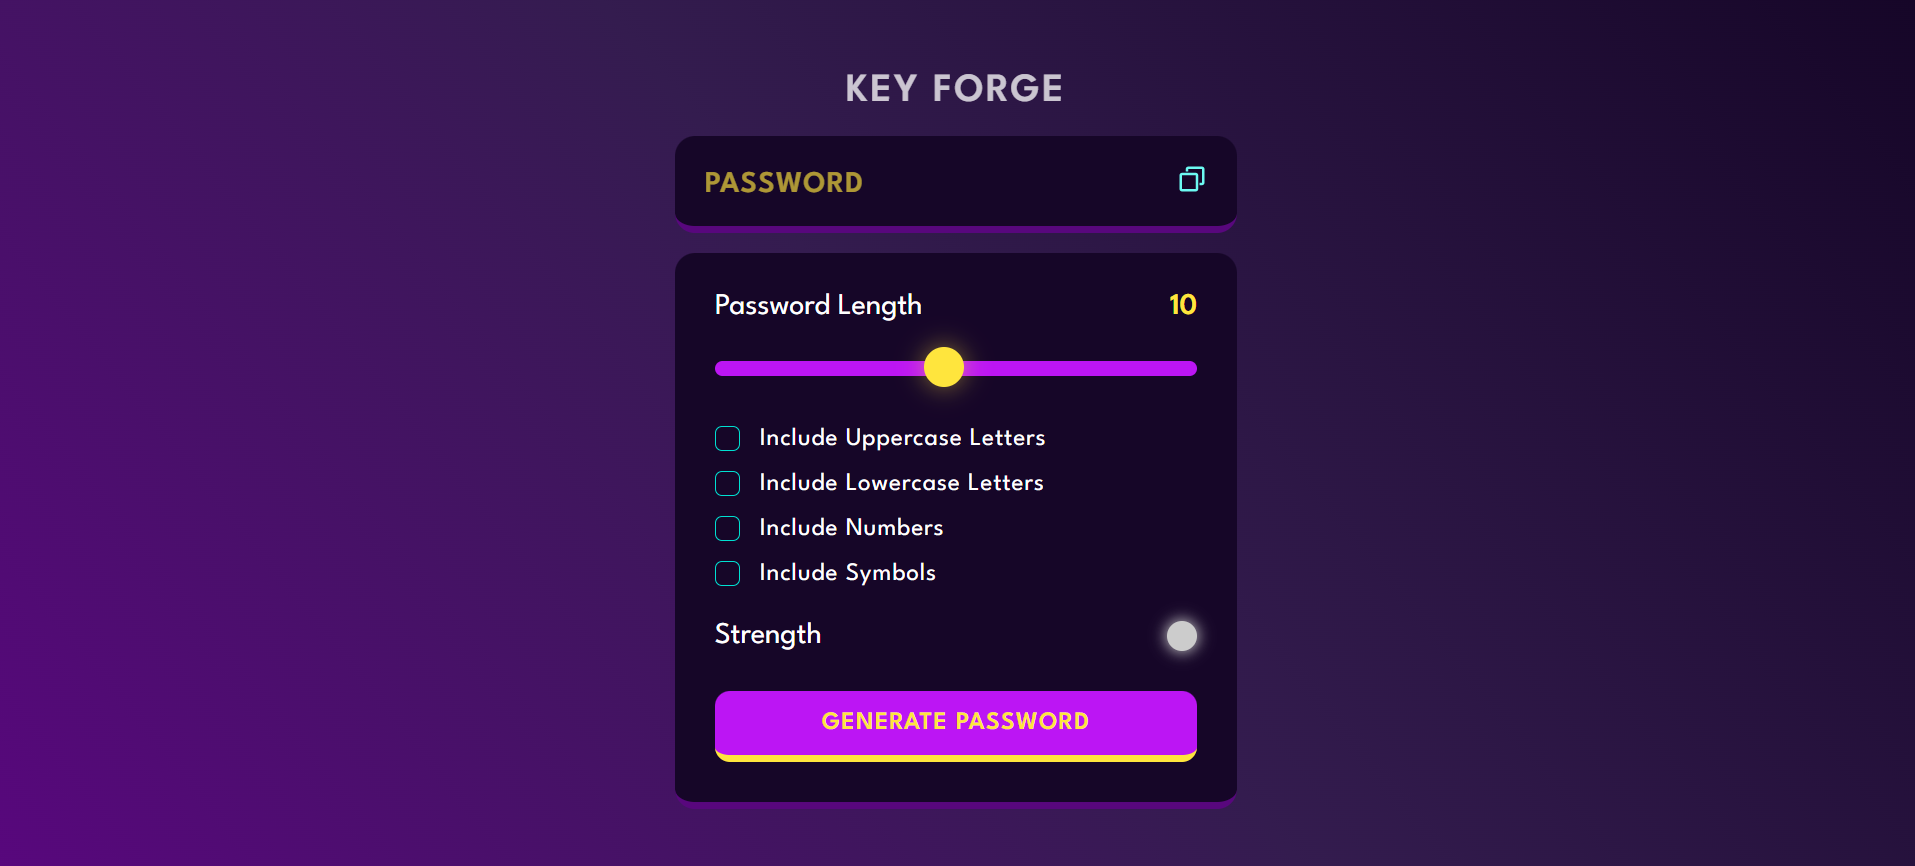 KEY FORGE
PASSWORD
Password Length 10
Include Uppercase Letters
Include Lowercase Letters
Include Numbers
Include Symbols
Strength
GENERATE PASSWORD